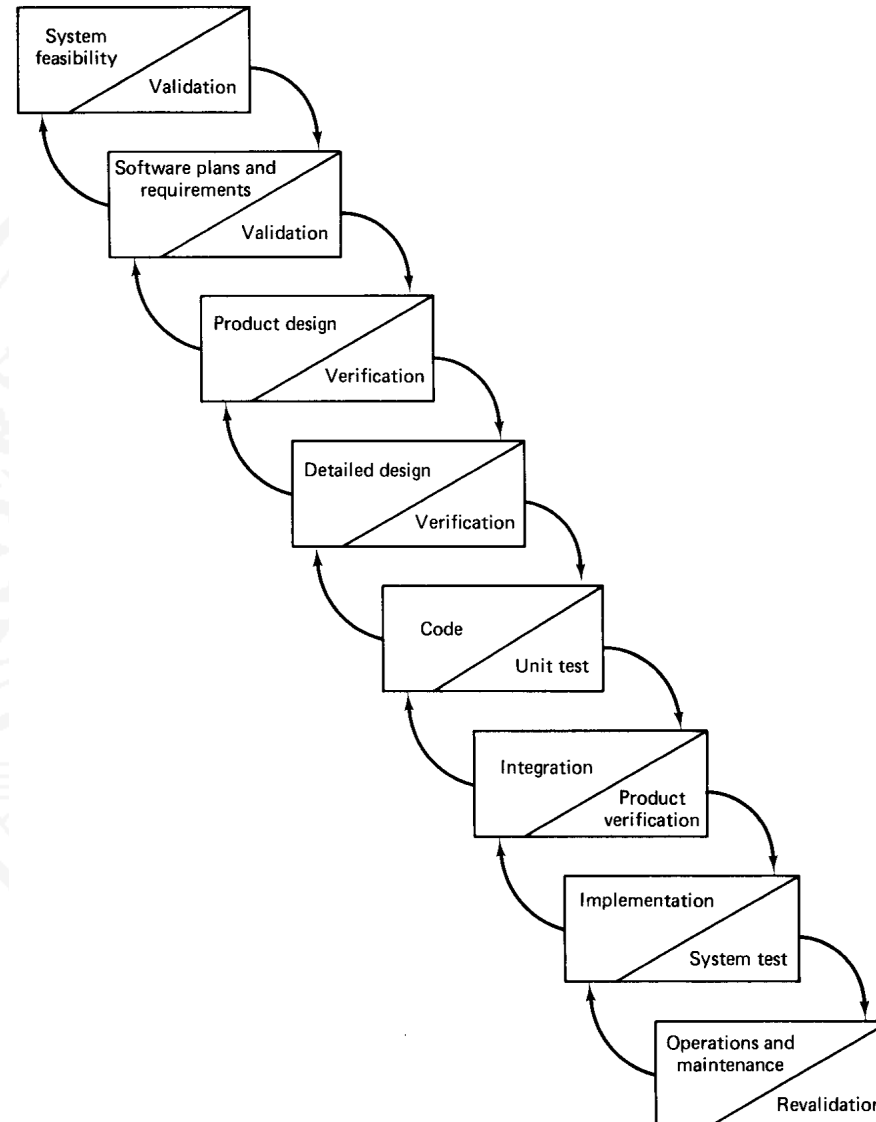 System
feasibility
Validation
Software plans and
requirements
Validation
Product design
Verification
Detailed design
Verification
Code
Unit test
Integration
Product
verification
Implementation
System test
Operations and
maintenance
Revalidation